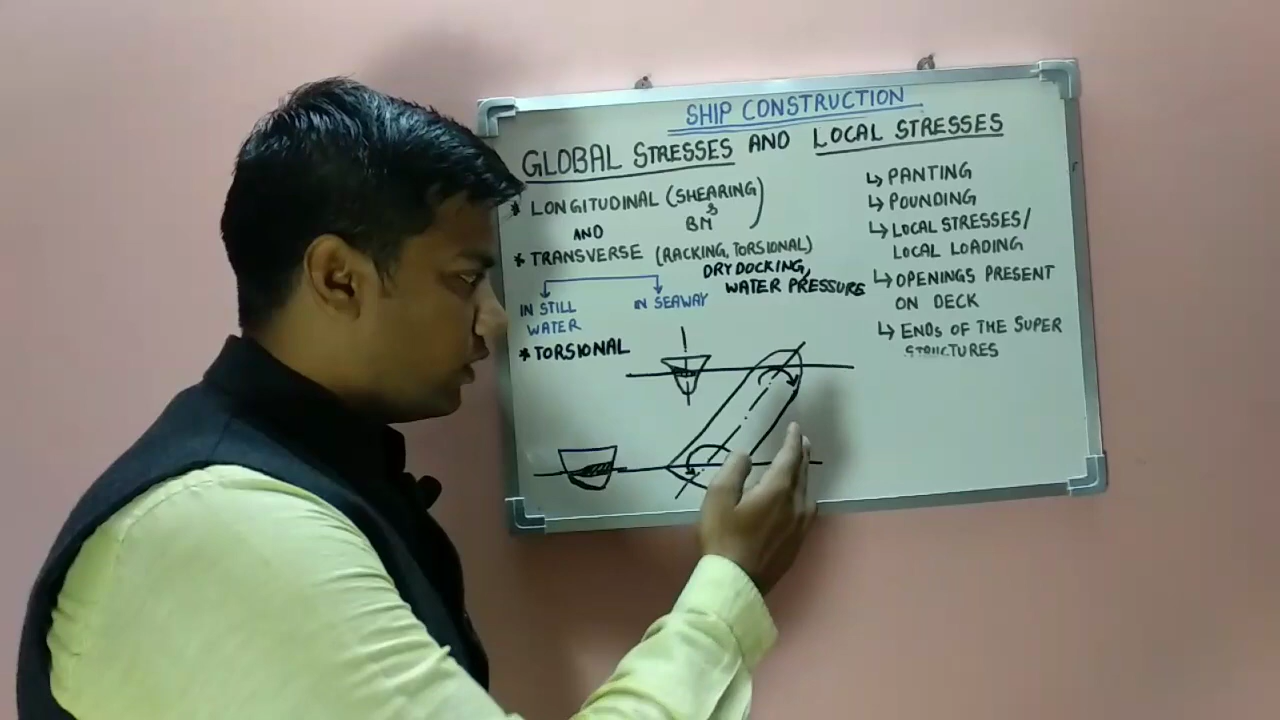 SHIP CONSTRUCTION
GLOBAL STRESSES AND LOCAL STRESSES
* LONGITUDINAL (SHEARING & BM)
AND
* TRANSVERSE (RACKING, TORSIONAL)
DRY DOCKING,
WATER PRESSURE
IN STILL
WATER
IN SEAWAY
* TORSIONAL
↳ PANTING
↳ POUNDING
↳ LOCAL STRESSES/
LOCAL LOADING
↳ OPENINGS PRESENT
ON DECK
↳ ENDS OF THE SUPER
STRUCTURES